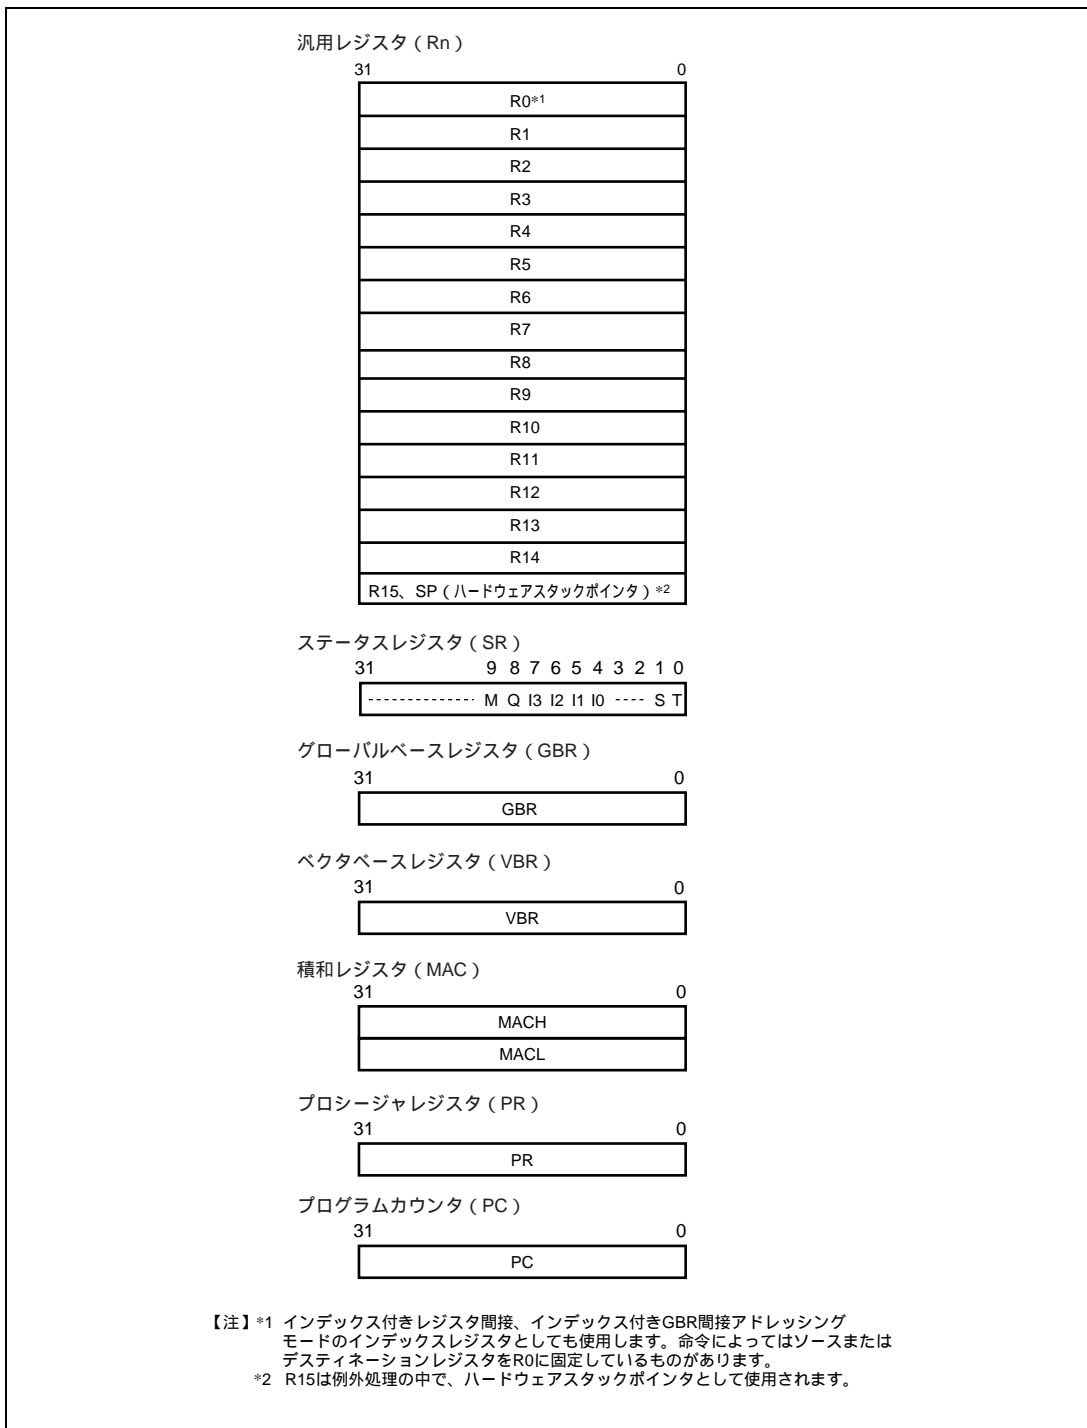 汎用レジスタ（Rn）
31 0
R0*1
R1
R2
R3
R4
R5
R6
R7
R8
R9
R10
R11
R12
R13
R14
R15、SP（ハードウェアスタックポインタ）*2
ステータスレジスタ（SR）
31 9 8 7 6 5 4 3 2 1 0
-------------- M Q I3 I2 I1 I0 ---- S T
グローバルベースレジスタ（GBR）
31 0
GBR
ベクタベースレジスタ（VBR）
31 0
VBR
積和レジスタ（MAC）
31 0
MACH
MACL
プロシージャレジスタ（PR）
31 0
PR
プログラムカウンタ（PC）
31 0
PC
【注】*1 インデックス付きレジスタ間接、インデックス付きGBR間接アドレッシング
モードのインデックスレジスタとしても使用します。命令によってはソースまたは
デスティネーションレジスタをR0に固定しているものがあります。
*2 R15は例外処理の中で、ハードウェアスタックポインタとして使用されます。